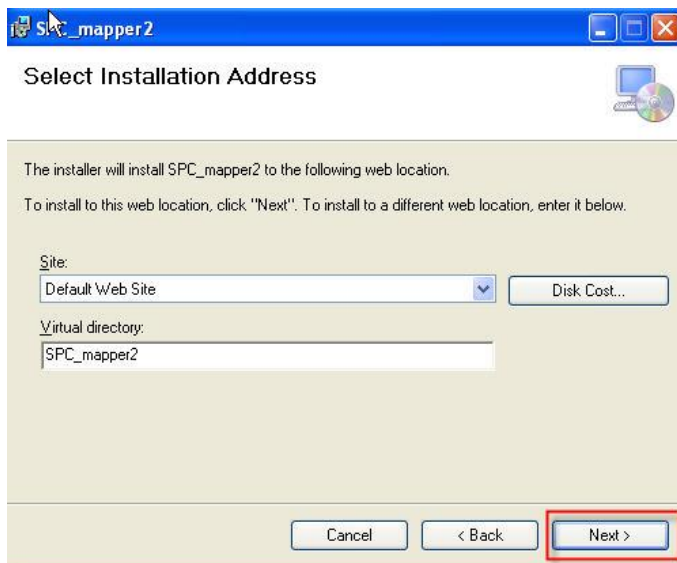 SPC_mapper2
Select Installation Address
The installer will install SPC_mapper2 to the following web location.
To install to this web location, click "Next". To install to a different web location, enter it below.
Site:
Default Web Site
Disk Cost...
Virtual directory:
SPC_mapper2
Cancel
< Back
Next >